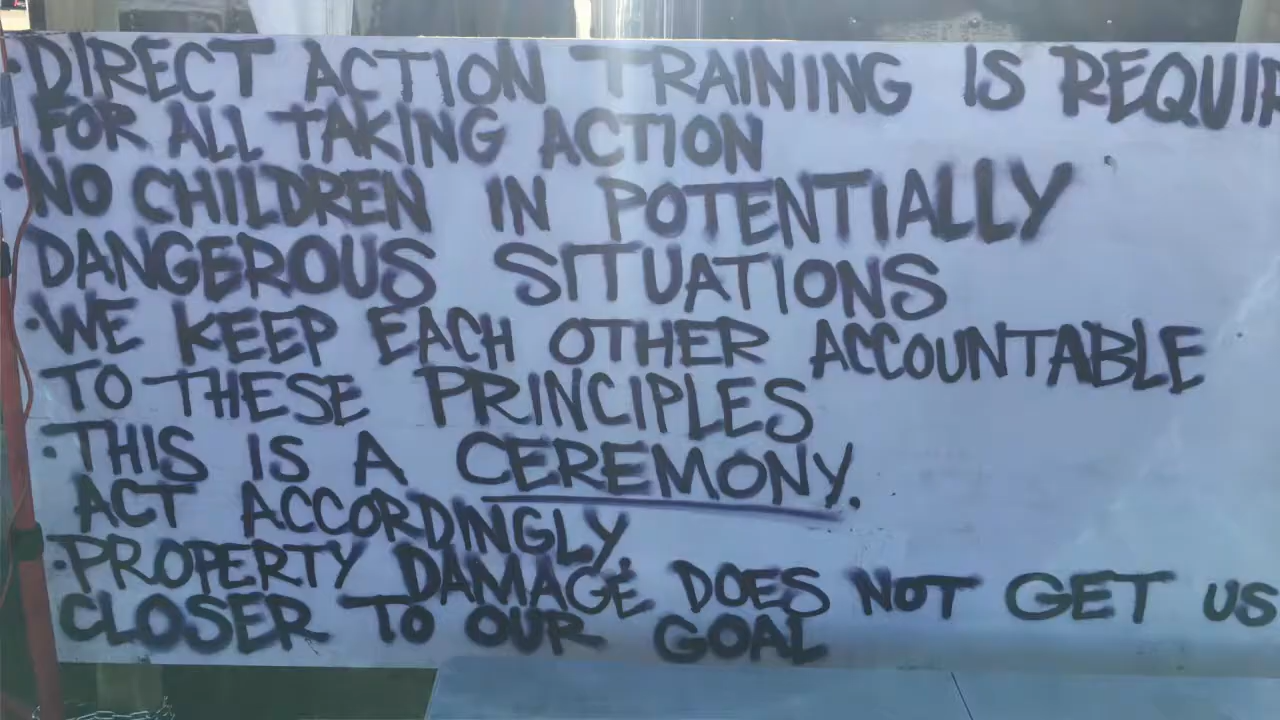 ·DIRECT ACTION TRAINING IS REQUIR
FOR ALL TAKING ACTION
·NO CHILDREN IN POTENTIALLY
DANGEROUS SITUATIONS
·WE KEEP EACH OTHER ACCOUNTABLE
TO THESE PRINCIPLES
·THIS IS A CEREMONY.
ACT ACCORDINGLY.
·PROPERTY DAMAGE DOES NOT GET US
CLOSER TO OUR GOAL